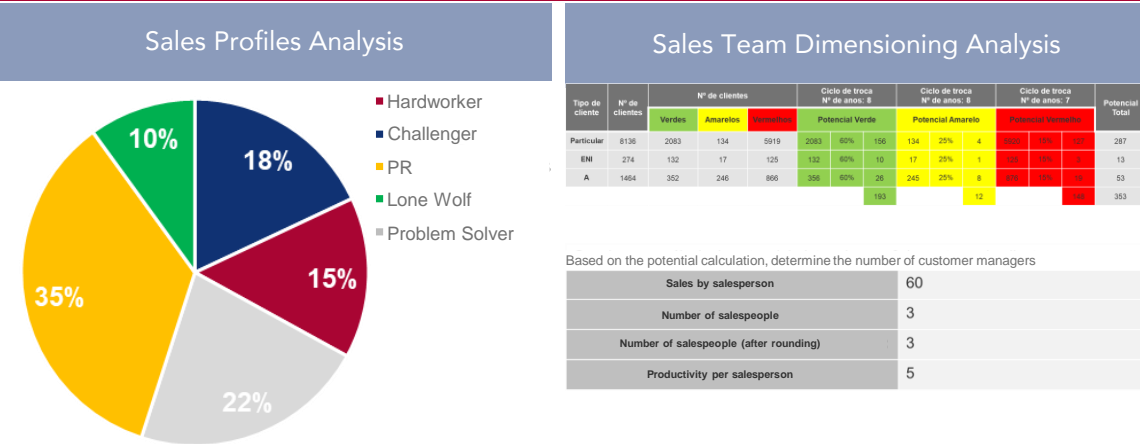 Sales Profiles Analysis
10%
18%
15%
22%
35%
Hardworker
Challenger
PR
Lone Wolf
Problem Solver
Sales Team Dimensioning Analysis
Tipo de cliente
Nº de clientes
Nº de clientes
Ciclo de troca
Nº de anos: 8
Ciclo de troca
Nº de anos: 8
Ciclo de troca
Nº de anos: 7
Potencial Total
Verdes Amarelos Vermelhos Potencial Verde Potencial Amarelo Potencial Vermelho
Particular 8136 2083 134 5919 2083 60% 156 134 25% 4 15% 287
ENI 274 132 17 125 132 60% 10 17 25% 1 125 15% 13
A 1464 352 246 866 356 60% 26 245 25% 8 15% 53
193 12 353
Based on the potential calculation, determine the number of customer managers
Sales by salesperson 60
Number of salespeople 3
Number of salespeople (after rounding) 3
Productivity per salesperson 5